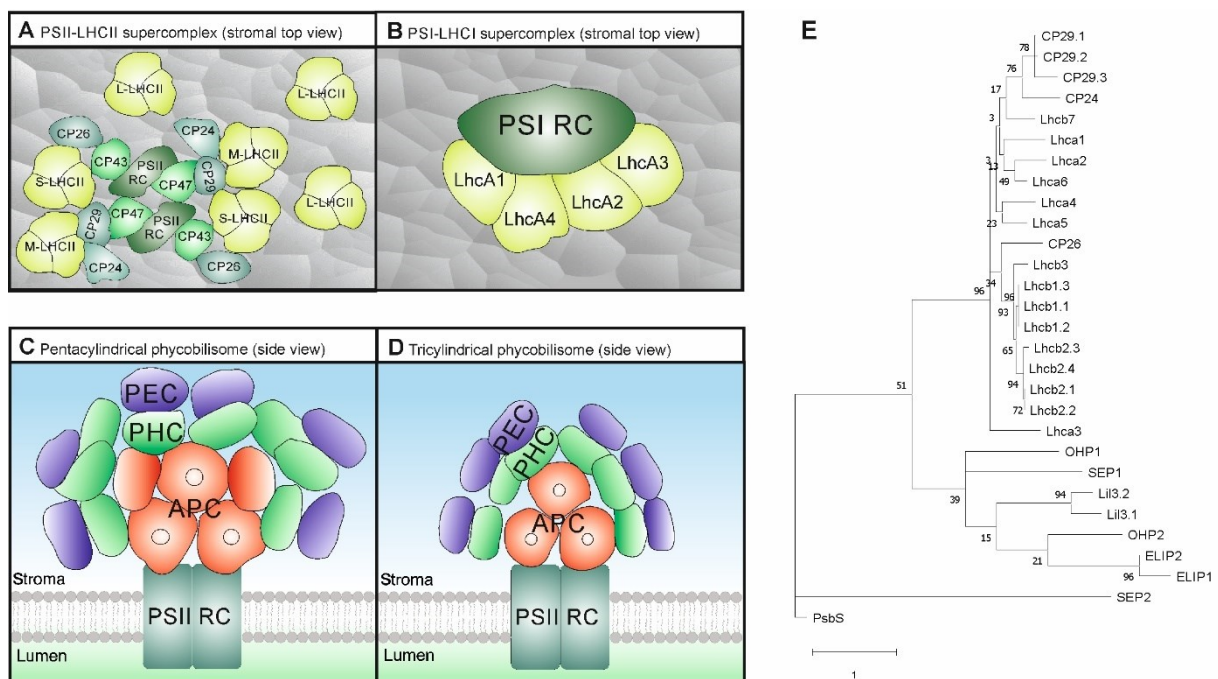 A PSII-LHCII supercomplex (stromal top view)
L-LHCII
L-LHCII
CP26
CP24
CP43
PSII
RC
M-LHCII
S-LHCII
CP47
CP29
L-LHCII
CP29
CP47
PSII
RC
S-LHCII
M-LHCII
CP43
CP24
CP26
B PSI-LHCI supercomplex (stromal top view)
PSI RC
LhcA1
LhcA3
LhcA4
LhcA2
C Pentacylindrical phycobilisome (side view)
PEC
PHC
APC
Stroma
PSII RC
Lumen
D Tricylindrical phycobilisome (side view)
PEC
PHC
APC
Stroma
PSII RC
Lumen
E
CP29.1
78
CP29.2
76
CP29.3
17
CP24
3
Lhcb7
Lhca1
3
13
Lhca2
49
Lhca6
Lhca4
23
Lhca5
CP26
34
Lhcb3
96
96
Lhcb1.3
93
Lhcb1.1
Lhcb1.2
65
Lhcb2.3
Lhcb2.4
94
Lhcb2.1
51
72
Lhcb2.2
Lhca3
OHP1
SEP1
39
94
Lil3.2
Lil3.1
15
OHP2
21
ELIP2
96
ELIP1
SEP2
PsbS
1